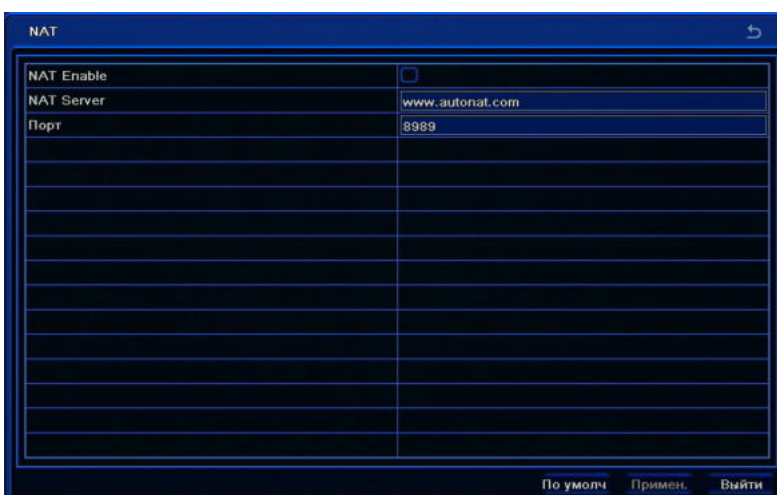 NAT
NAT Enable
NAT Server www.autonat.com
Порт 8989
По умолч Примен. Выйти